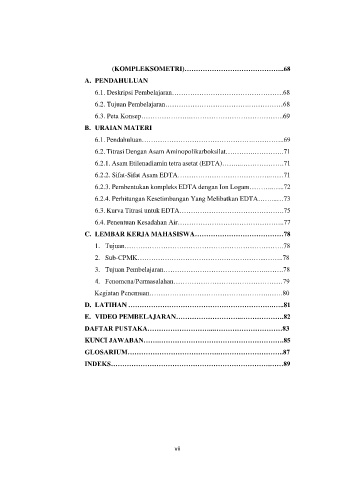 (KOMPLEKSOMETRI)……………………………………..68
A. PENDAHULUAN
6.1. Deskripsi Pembelajaran………………………………………….68
6.2. Tujuan Pembelajaran…………………………………………….68
6.3. Peta Konsep………………………………………………………69
B. URAIAN MATERI
6.1. Pendahuluan……………………………………………………...69
6.2. Titrasi Dengan Asam Aminopolikarboksilat…………………….71
6.2.1. Asam Etilenadiamin tetra asetat (EDTA)………………………71
6.2.2. Sifat-Sifat Asam EDTA………………………………………...71
6.2.3. Pembentukan kompleks EDTA dengan Ion Logam……………72
6.2.4. Perhitungan Kesetimbangan Yang Melibatkan EDTA…………73
6.3. Kurva Titrasi untuk EDTA……………………………………….75
6.4. Penentuan Kesadahan Air………………………………………...77
C. LEMBAR KERJA MAHASISWA…………………………………78
1. Tujuan…………………………………………………………….78
2. Sub-CPMK……………………………………………………….78
3. Tujuan Pembelajaran……………………………………………..78
4. Fenomena/Permasalahan…………………………………………79
Kegiatan Penemuan…………………………………………………..80
D. LATIHAN …………………………………………………………..81
E. VIDEO PEMBELAJARAN………………………………………...82
DAFTAR PUSTAKA…………………………………………………..83
KUNCI JAWABAN…………………………………………………….85
GLOSARIUM…………………………………………………………..87
INDEKS…………………………………………………………………89
vii